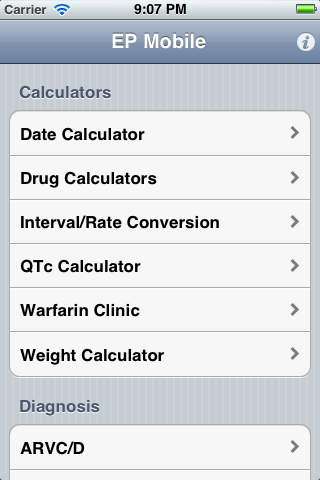 Carrier 9:07 PM
EP Mobile
Calculators
Date Calculator
Drug Calculators
Interval/Rate Conversion
QTc Calculator
Warfarin Clinic
Weight Calculator
Diagnosis
ARVC/D